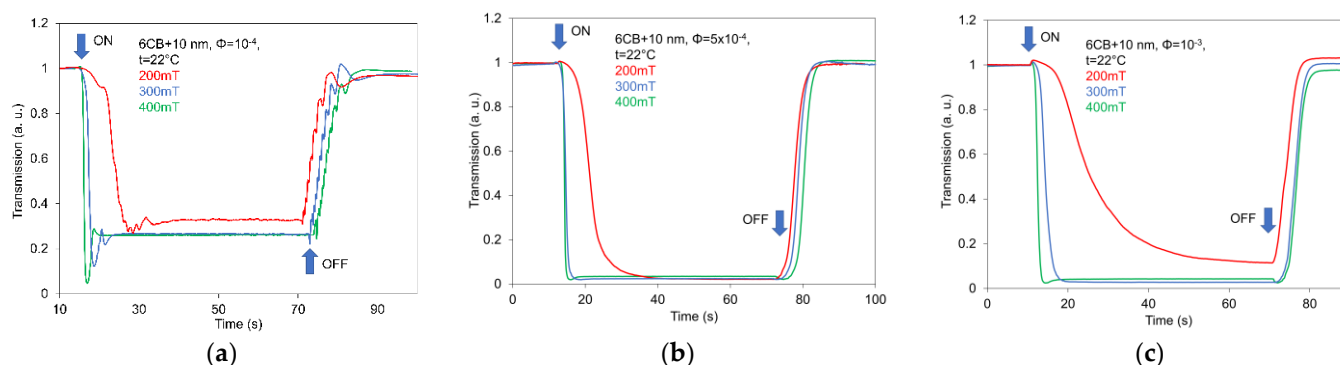 1.2
1
0.8
0.6
0.4
0.2
0
Transmission (a. u.)
ON
6CB+10 nm, Φ=10⁻⁴,
t=22°C
200mT
300mT
400mT
OFF
10 30 50 70 90
Time (s)
(a)
1.2
1
0.8
0.6
0.4
0.2
0
Transmission (a. u.)
ON
6CB+10 nm, Φ=5x10⁻⁴,
t=22°C
200mT
300mT
400mT
OFF
0 20 40 60 80 100
Time (s)
(b)
1.2
1
0.8
0.6
0.4
0.2
0
Transmission (a. u.)
ON
6CB+10 nm, Φ=10⁻³,
t=22°C
200mT
300mT
400mT
OFF
0 20 40 60 80
Time (s)
(c)